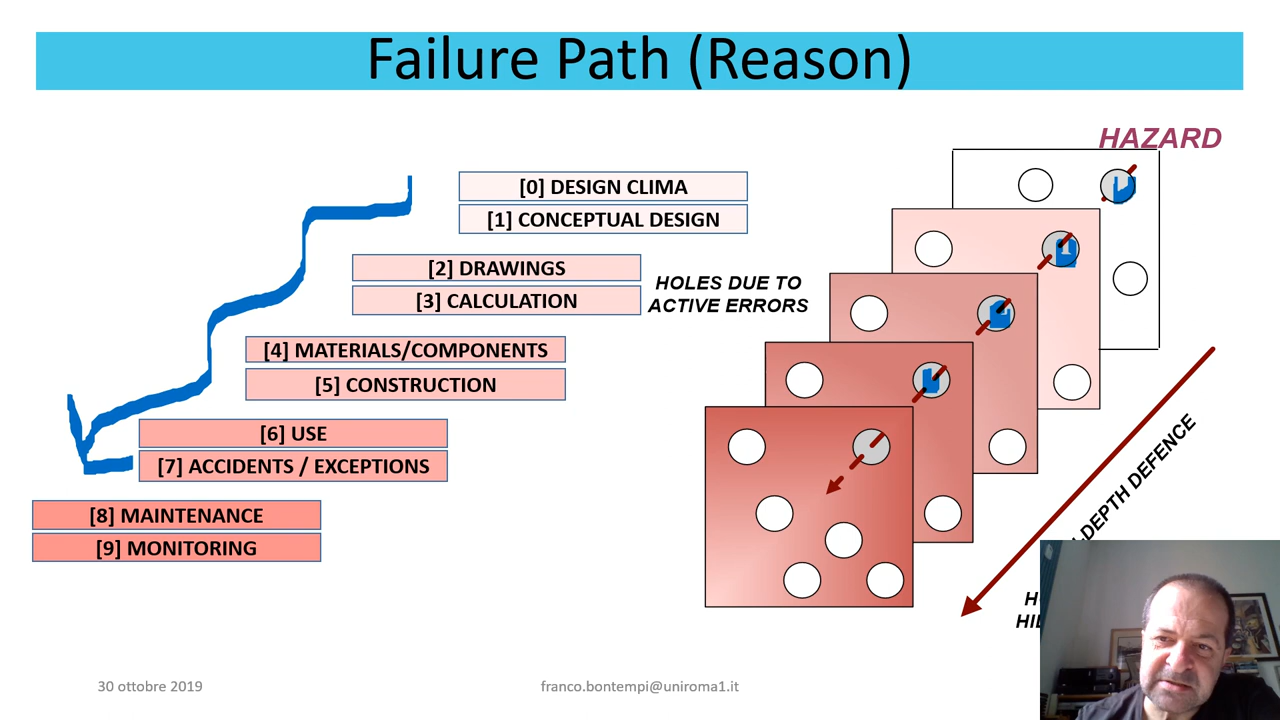 Failure Path (Reason)
HAZARD
[0] DESIGN CLIMA
[1] CONCEPTUAL DESIGN
[2] DRAWINGS
[3] CALCULATION
HOLES DUE TO
ACTIVE ERRORS
[4] MATERIALS/COMPONENTS
[5] CONSTRUCTION
[6] USE
[7] ACCIDENTS / EXCEPTIONS
[8] MAINTENANCE
[9] MONITORING
-DEPTH DEFENCE
30 ottobre 2019
franco.bontempi@uniroma1.it